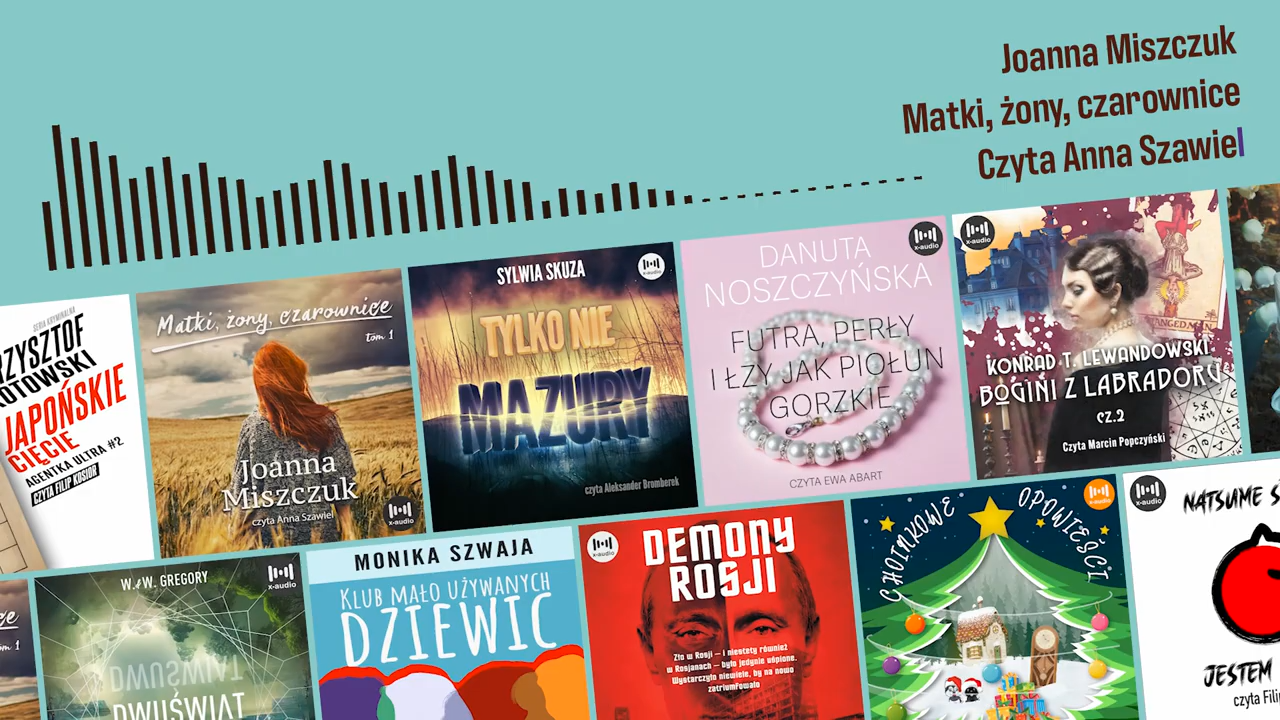 Joanna Miszczuk
Matki, żony, czarownice
Czyta Anna Szawiel
SERIA KRYMINALNA
JAPOŃSKIE
CIĘCIE
AGENTKA ULTRA #2
CZYTA FILIP KOSIOR
Matki, żony, czarownice
tom 1
Joanna
Miszczuk
czyta Anna Szawiel
x-audio
SYLWIA SKUZA
x-audio
TYLKO NIE
MAZURY
czyta Aleksander Bromberek
DANUTA
NOSZCZYŃSKA
x-audio
FUTRA, PERŁY
I ŁZY JAK PIOŁUN
GORZKIE
CZYTA EWA ABART
x-audio
KONRAD T. LEWANDOWSKI
BOGINI Z LABRADORU
CZ.2
Czyta Marcin Popczyński
tom 1
W. & W. GREGORY
x-audio
DWUŚWIAT
DWUŚWIAT
MONIKA SZWAJA
KLUB MAŁO UŻYWANYCH
DZIEWIC
x-audio
DEMONY
ROSJI
Zło w Rosji – i niestety również
w Rosjanach – było jedynie uśpione.
Wystarczyło niewiele, by na nowo
zatriumfowało
CHOINKOWE OPOWIEŚCI
x-audio
x-audio
NATSUME
JESTEM
czyta